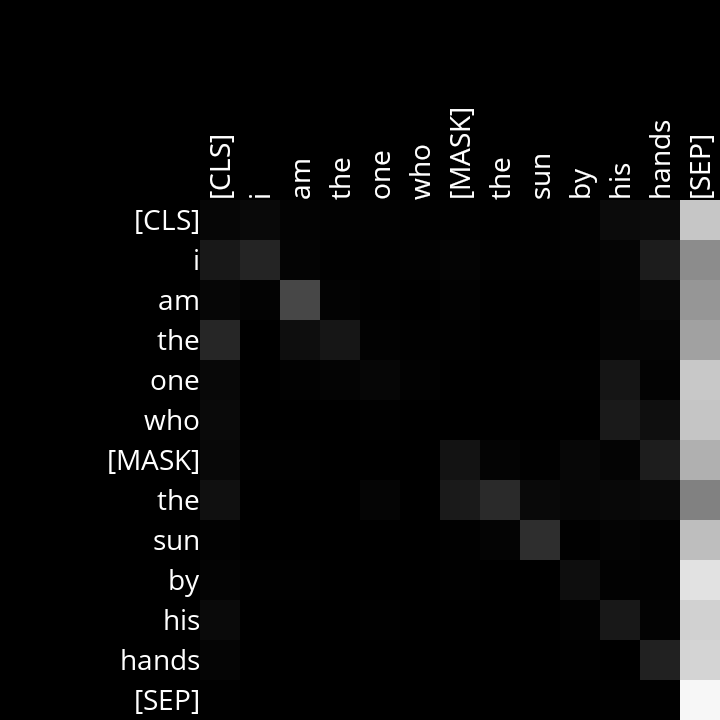 [CLS] i am the one who [MASK] the sun by his hands [SEP]
[CLS]
i
am
the
one
who
[MASK]
the
sun
by
his
hands
[SEP]